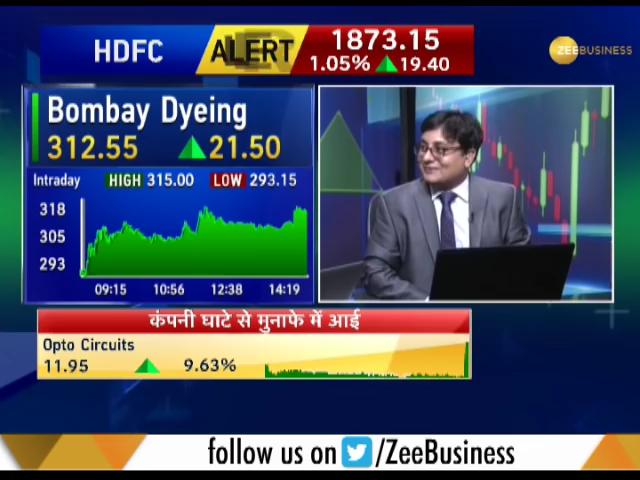 HDFC ALERT 1873.15
1.05% 19.40
ZEEBUSINESS
Bombay Dyeing
312.55 21.50
Intraday HIGH 315.00 LOW 293.15
318
305
293
09:15 10:56 12:38 14:19
कंपनी घाटे से मुनाफे में आई
Opto Circuits
11.95 9.63%
follow us on /ZeeBusiness